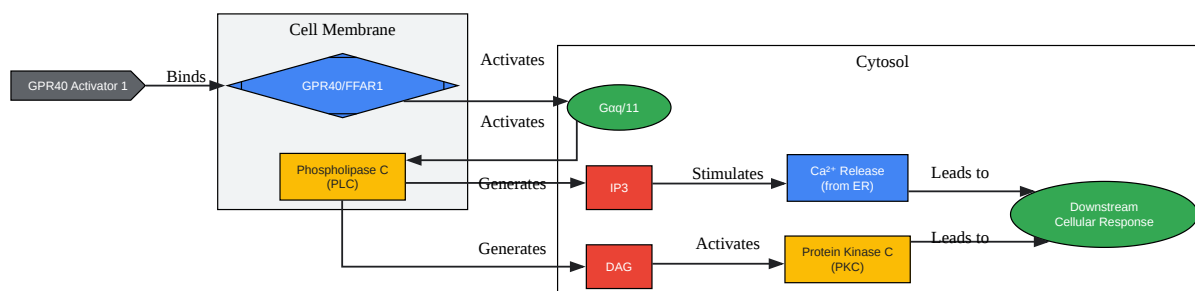 Cell Membrane
Activates
Cytosol
GPR40 Activator 1
Binds
GPR40/FFAR1
Gαq/11
Activates
Phospholipase C
(PLC)
Generates
IP3
Stimulates
Ca²⁺ Release
(from ER)
Leads to
Downstream
Cellular Response
Generates
DAG
Activates
Protein Kinase C
(PKC)
Leads to